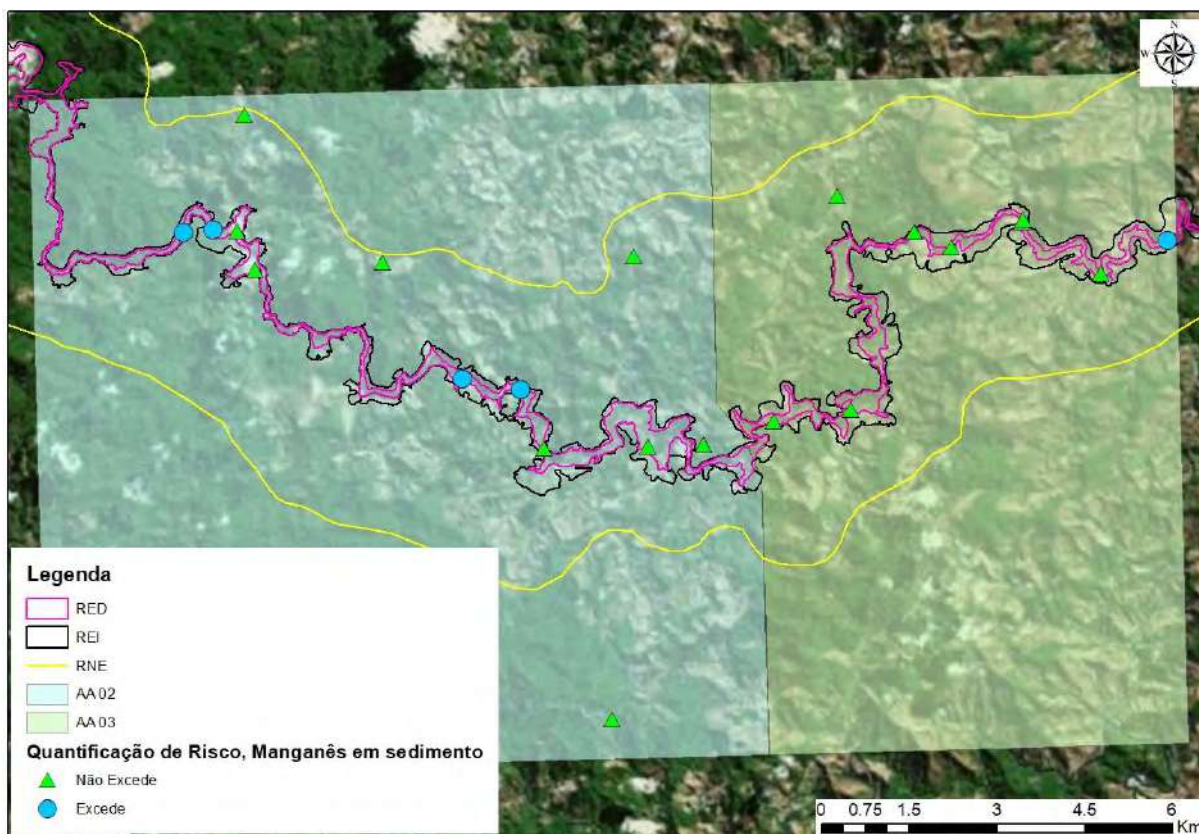 N
W
E
S
Legenda
RED
REI
RNE
AA 02
AA 03
Quantificação de Risco, Manganês em sedimento
Não Excede
Excede
0 0.75 1.5 3 4.5 6
Km